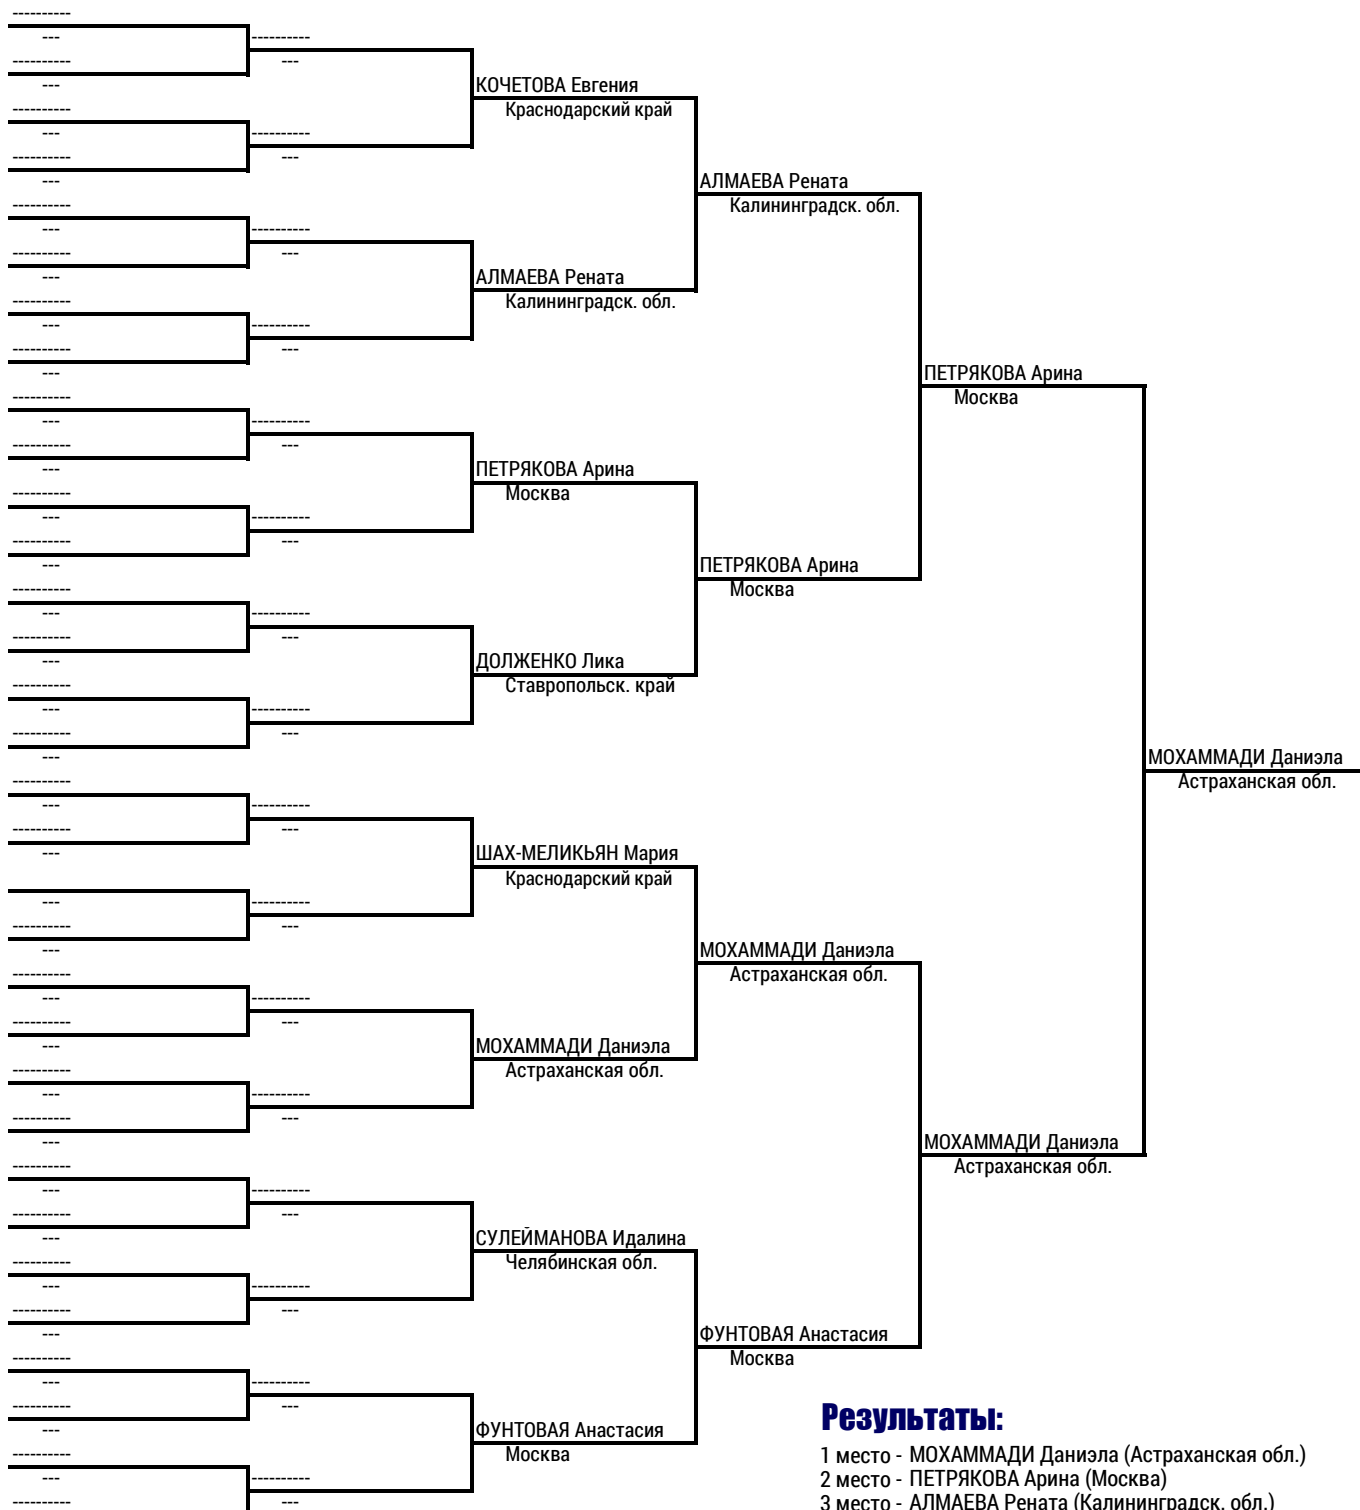 ----------
---
----------
----------
---
---
КОЧЕТОВА Евгения
Краснодарский край
----------
---
----------
----------
---
---
АЛМАЕВА Рената
Калининградск. обл.
----------
---
----------
----------
---
---
АЛМАЕВА Рената
Калининградск. обл.
----------
---
----------
----------
---
---
ПЕТРЯКОВА Арина
Москва
----------
---
----------
----------
---
---
ПЕТРЯКОВА Арина
Москва
----------
---
----------
----------
---
---
ПЕТРЯКОВА Арина
Москва
----------
---
----------
----------
---
---
ДОЛЖЕНКО Лика
Ставропольск. край
----------
---
----------
----------
---
---
МОХАММАДИ Даниэла
Астраханская обл.
----------
---
----------
----------
---
---
ШАХ-МЕЛИКЬЯН Мария
Краснодарский край
---
----------
----------
---
---
МОХАММАДИ Даниэла
Астраханская обл.
----------
---
----------
----------
---
---
МОХАММАДИ Даниэла
Астраханская обл.
----------
---
----------
----------
---
---
МОХАММАДИ Даниэла
Астраханская обл.
----------
---
----------
----------
---
---
СУЛЕЙМАНОВА Идалина
Челябинская обл.
----------
---
----------
----------
---
---
ФУНТОВАЯ Анастасия
Москва
----------
---
----------
----------
---
---
ФУНТОВАЯ Анастасия
Москва
----------
---
----------
----------
---
Результаты:
1 место - МОХАММАДИ Даниэла (Астраханская обл.)
2 место - ПЕТРЯКОВА Арина (Москва)
3 место - АЛМАЕВА Рената (Калининградск. обл.)